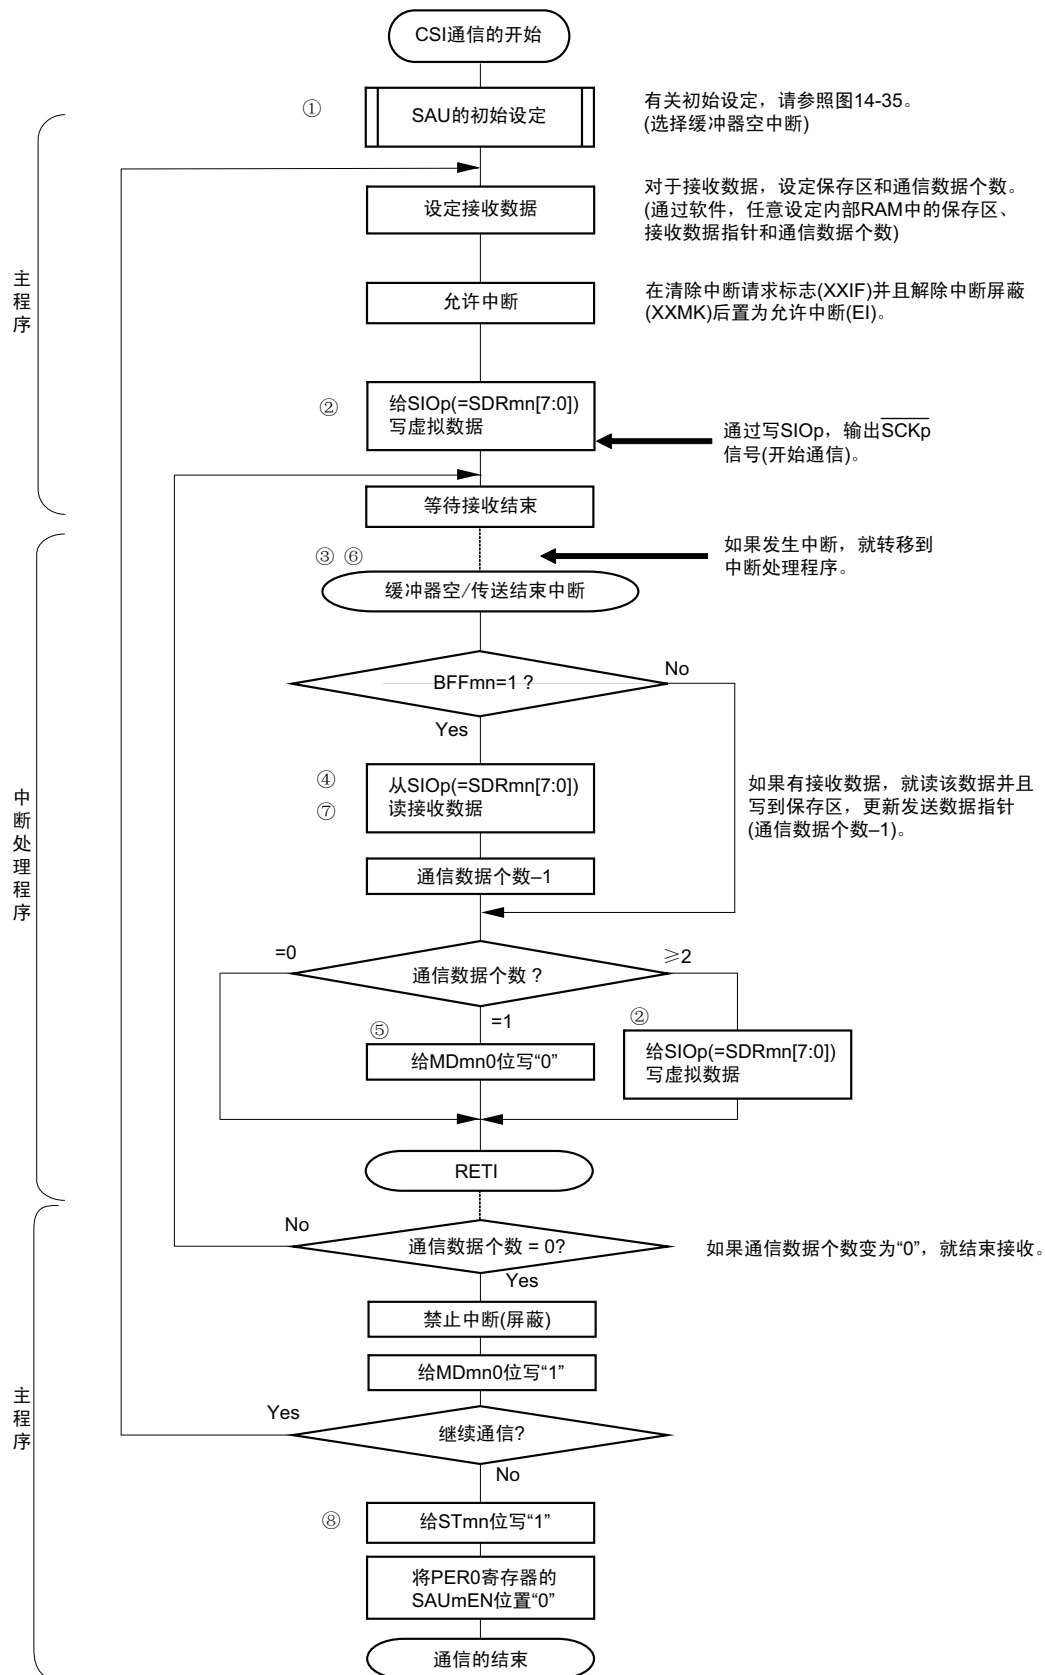 CSI通信的开始
①
SAU的初始设定
有关初始设定，请参照图14-35。
(选择缓冲器空中断)
设定接收数据
对于接收数据，设定保存区和通信数据个数。
(通过软件，任意设定内部RAM中的保存区、
接收数据指针和通信数据个数)
主程序
允许中断
在清除中断请求标志(XXIF)并且解除中断屏蔽
(XXMK)后置为允许中断(EI)。
②
给SIOp(=SDRmn[7:0])
写虚拟数据
通过写SIOp，输出SCKp
信号(开始通信)。
等待接收结束
如果发生中断，就转移到
中断处理程序。
③ ⑥
缓冲器空/传送结束中断
BFFmn=1 ?
No
Yes
④
⑦
从SIOp(=SDRmn[7:0])
读接收数据
如果有接收数据，就读该数据并且
写到保存区，更新发送数据指针
(通信数据个数–1)。
中断处理程序
通信数据个数–1
=0
通信数据个数 ?
≥2
=1
⑤
给MDmn0位写“0”
②
给SIOp(=SDRmn[7:0])
写虚拟数据
RETI
No
通信数据个数 = 0?
如果通信数据个数变为“0”，就结束接收。
Yes
禁止中断(屏蔽)
给MDmn0位写“1”
主程序
Yes
继续通信?
No
⑧
给STmn位写“1”
将PER0寄存器的
SAUmEN位置“0”
通信的结束